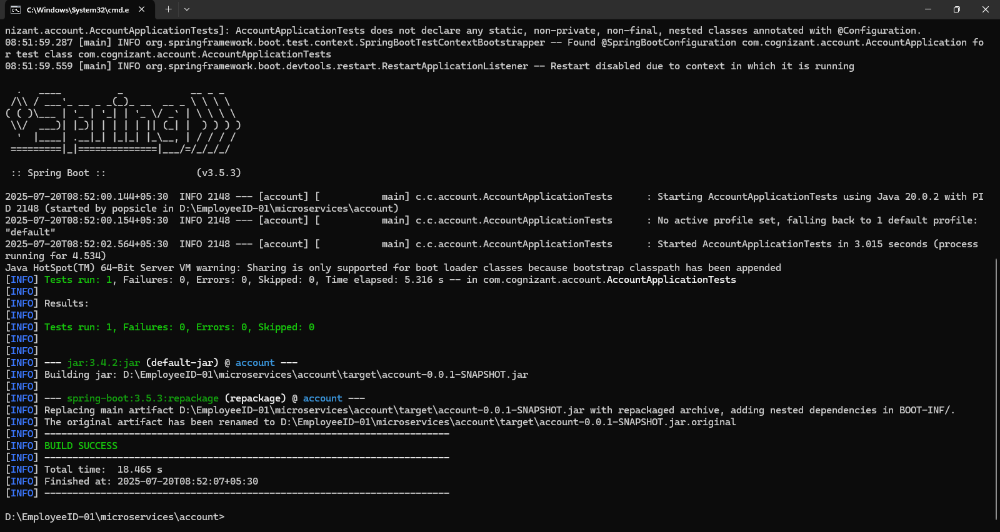 C:\Windows\System32\cmd.e
nizant.account.AccountApplicationTests]: AccountApplicationTests does not declare any static, non-private, non-final, nested classes annotated with @Configuration.
08:51:59.287 [main] INFO org.springframework.boot.test.context.SpringBootTestContextBootstrapper -- Found @SpringBootConfiguration com.cognizant.account.AccountApplication fo
r test class com.cognizant.account.AccountApplicationTests
08:51:59.559 [main] INFO org.springframework.boot.devtools.restart.RestartApplicationListener -- Restart disabled due to context in which it is running
  .   ____          _            __ _ _
 /\\ / ___'_ __ _ _(_)_ __  __ _ \ \ \ \
( ( )\___ | '_ | '_| | '_ \/ _` | \ \ \ \
 \\/  ___)| |_)| | | | | || (_| |  ) ) ) )
  '  |____| .__|_| |_|_| |_\__, | / / / /
 =========|_|==============|___/=/_/_/_/
 :: Spring Boot ::                (v3.5.3)
2025-07-20T08:52:00.144+05:30  INFO 2148 --- [account] [           main] c.c.account.AccountApplicationTests      : Starting AccountApplicationTests using Java 20.0.2 with PI
D 2148 (started by popsicle in D:\EmployeeID-01\microservices\account)
2025-07-20T08:52:00.154+05:30  INFO 2148 --- [account] [           main] c.c.account.AccountApplicationTests      : No active profile set, falling back to 1 default profile:
"default"
2025-07-20T08:52:02.564+05:30  INFO 2148 --- [account] [           main] c.c.account.AccountApplicationTests      : Started AccountApplicationTests in 3.015 seconds (process
running for 4.534)
Java HotSpot(TM) 64-Bit Server VM warning: Sharing is only supported for boot loader classes because bootstrap classpath has been appended
[INFO] Tests run: 1, Failures: 0, Errors: 0, Skipped: 0, Time elapsed: 5.316 s -- in com.cognizant.account.AccountApplicationTests
[INFO]
[INFO] Results:
[INFO]
[INFO] Tests run: 1, Failures: 0, Errors: 0, Skipped: 0
[INFO]
[INFO]
[INFO] --- jar:3.4.2:jar (default-jar) @ account ---
[INFO] Building jar: D:\EmployeeID-01\microservices\account\target\account-0.0.1-SNAPSHOT.jar
[INFO]
[INFO] --- spring-boot:3.5.3:repackage (repackage) @ account ---
[INFO] Replacing main artifact D:\EmployeeID-01\microservices\account\target\account-0.0.1-SNAPSHOT.jar with repackaged archive, adding nested dependencies in BOOT-INF/.
[INFO] The original artifact has been renamed to D:\EmployeeID-01\microservices\account\target\account-0.0.1-SNAPSHOT.jar.original
[INFO] ------------------------------------------------------------------------
[INFO] BUILD SUCCESS
[INFO] ------------------------------------------------------------------------
[INFO] Total time:  18.465 s
[INFO] Finished at: 2025-07-20T08:52:07+05:30
[INFO] ------------------------------------------------------------------------
D:\EmployeeID-01\microservices\account>